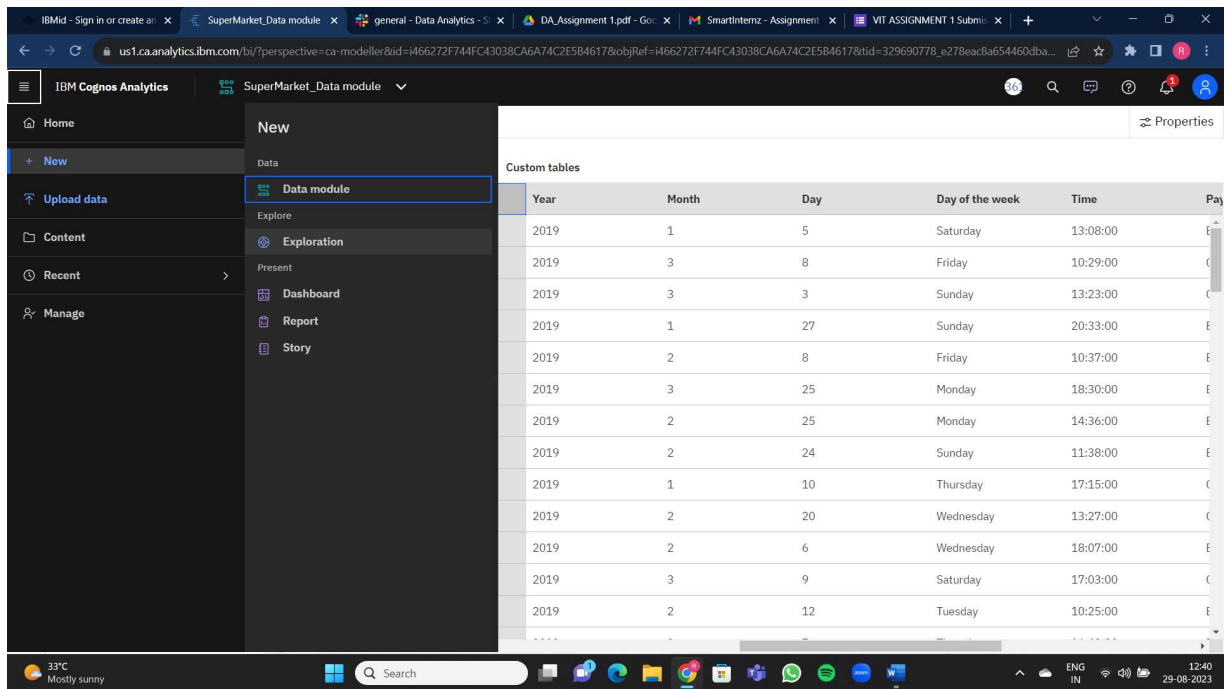 IBMid - Sign in or create an
SuperMarket_Data module
general - Data Analytics - S
DA_Assignment 1.pdf - Goo
SmartInternz - Assignment
VIT ASSIGNMENT 1 Submis
us1.ca.analytics.ibm.com/bi/?perspective=ca-modeller&id=i466272F744FC43038CA6A74C2E5B4617&objRef=i466272F744FC43038CA6A74C2E5B4617&tid=329690778_e278eac8a654460dba...
R
IBM Cognos Analytics
SuperMarket_Data module
361
1
Home
New
Upload data
Content
Recent
Manage
New
Data
Data module
Explore
Exploration
Present
Dashboard
Report
Story
Properties
Custom tables
Year Month Day Day of the week Time Pay
2019 1 5 Saturday 13:08:00 E
2019 3 8 Friday 10:29:00 C
2019 3 3 Sunday 13:23:00 C
2019 1 27 Sunday 20:33:00 E
2019 2 8 Friday 10:37:00 E
2019 3 25 Monday 18:30:00 E
2019 2 25 Monday 14:36:00 E
2019 2 24 Sunday 11:38:00 E
2019 1 10 Thursday 17:15:00 C
2019 2 20 Wednesday 13:27:00 C
2019 2 6 Wednesday 18:07:00 E
2019 3 9 Saturday 17:03:00 C
2019 2 12 Tuesday 10:25:00 E
33°C
Mostly sunny
Search
zoom
ENG
IN
12:40
29-08-2023